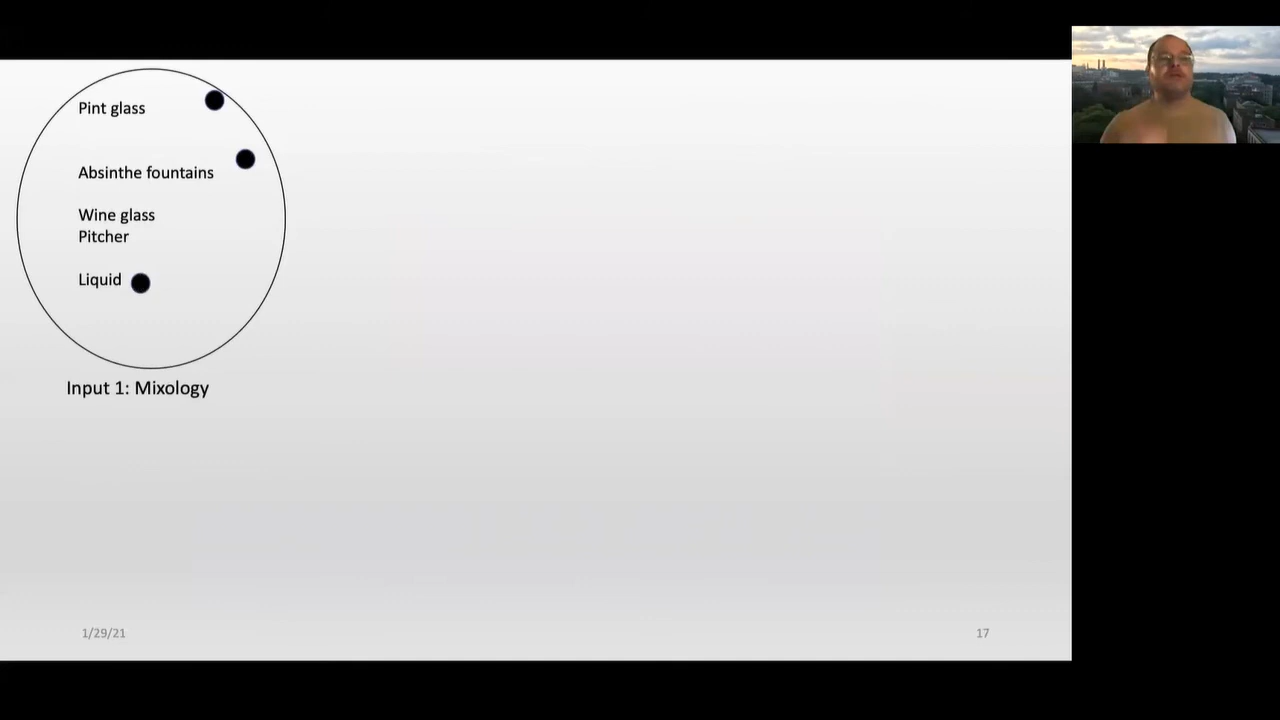 Pint glass
Absinthe fountains
Wine glass
Pitcher
Liquid
Input 1: Mixology
1/29/21
17